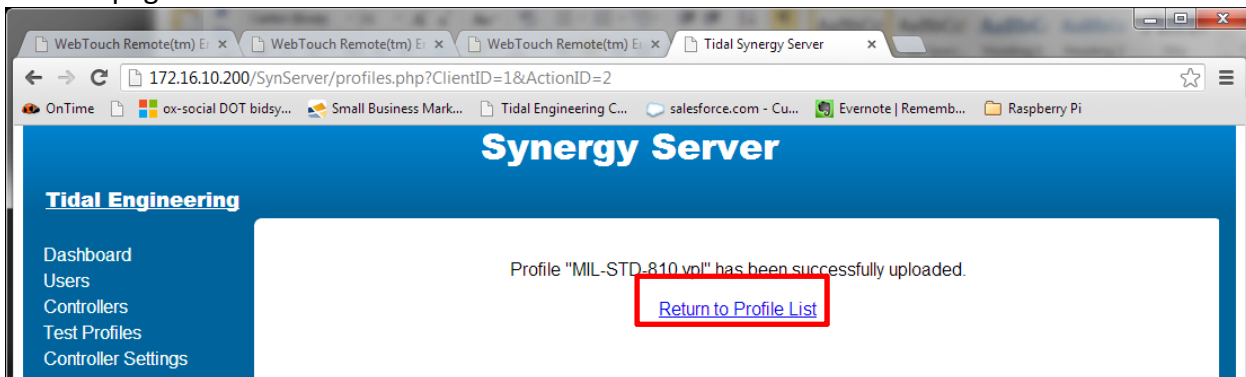 WebTouch Remote(tm) E
WebTouch Remote(tm) E
WebTouch Remote(tm) E
Tidal Synergy Server
172.16.10.200/SynServer/profiles.php?ClientID=1&ActionID=2
OnTime
ox-social DOT bidsy...
Small Business Mark...
Tidal Engineering C...
salesforce.com - Cu...
Evernote | Rememb...
Raspberry Pi
Synergy Server
Tidal Engineering
Dashboard
Users
Controllers
Test Profiles
Controller Settings
Profile "MIL-STD-810.vpl" has been successfully uploaded.
Return to Profile List